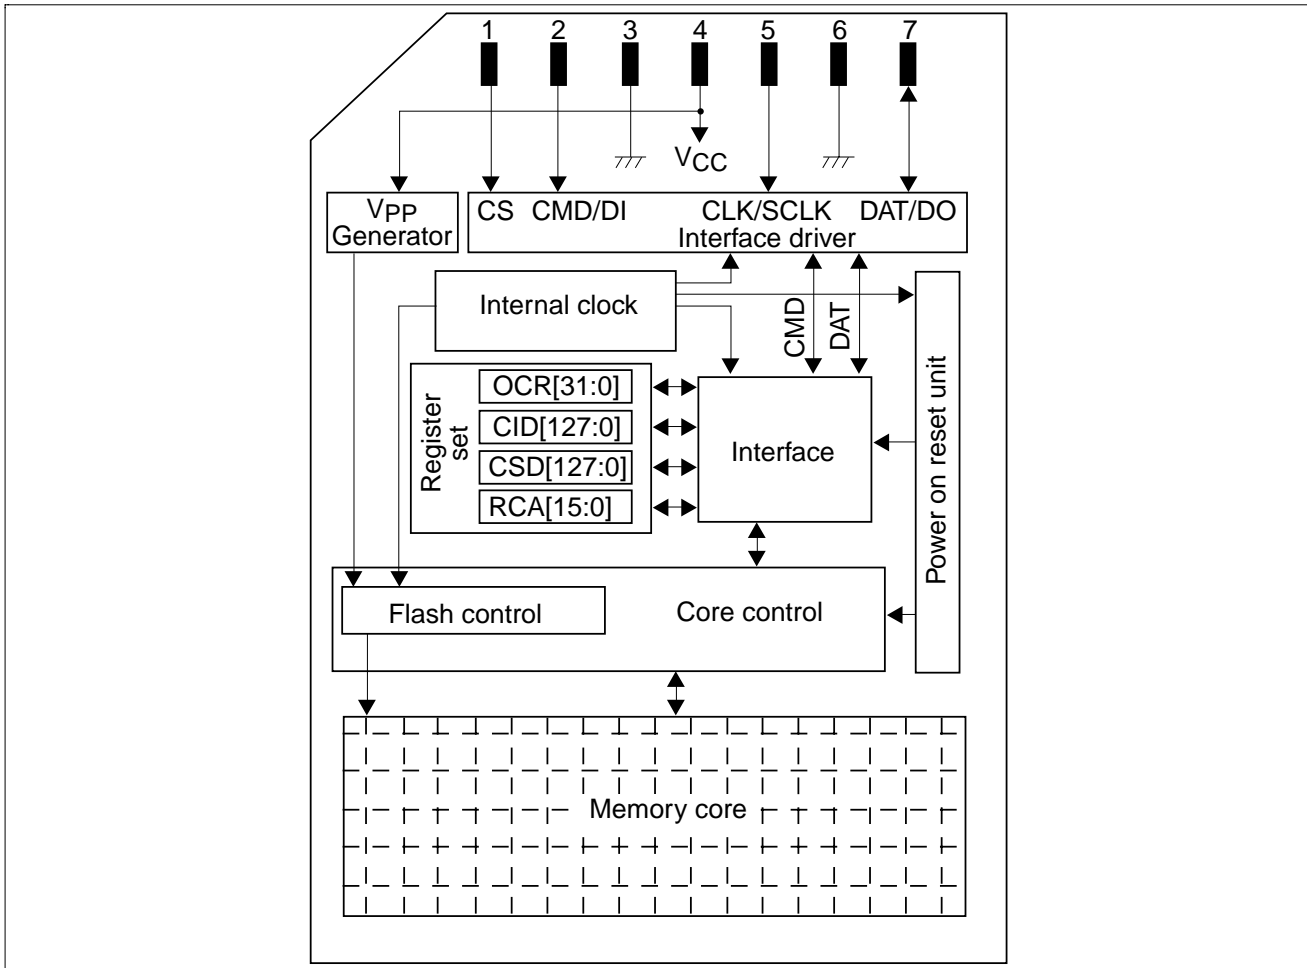 1 2 3 4 5 6 7
VCC
VPP
Generator
CS CMD/DI CLK/SCLK DAT/DO
Interface driver
Internal clock
CMD
DAT
Register
set
OCR[31:0]
CID[127:0]
CSD[127:0]
RCA[15:0]
Interface
Power on reset unit
Flash control
Core control
Memory core